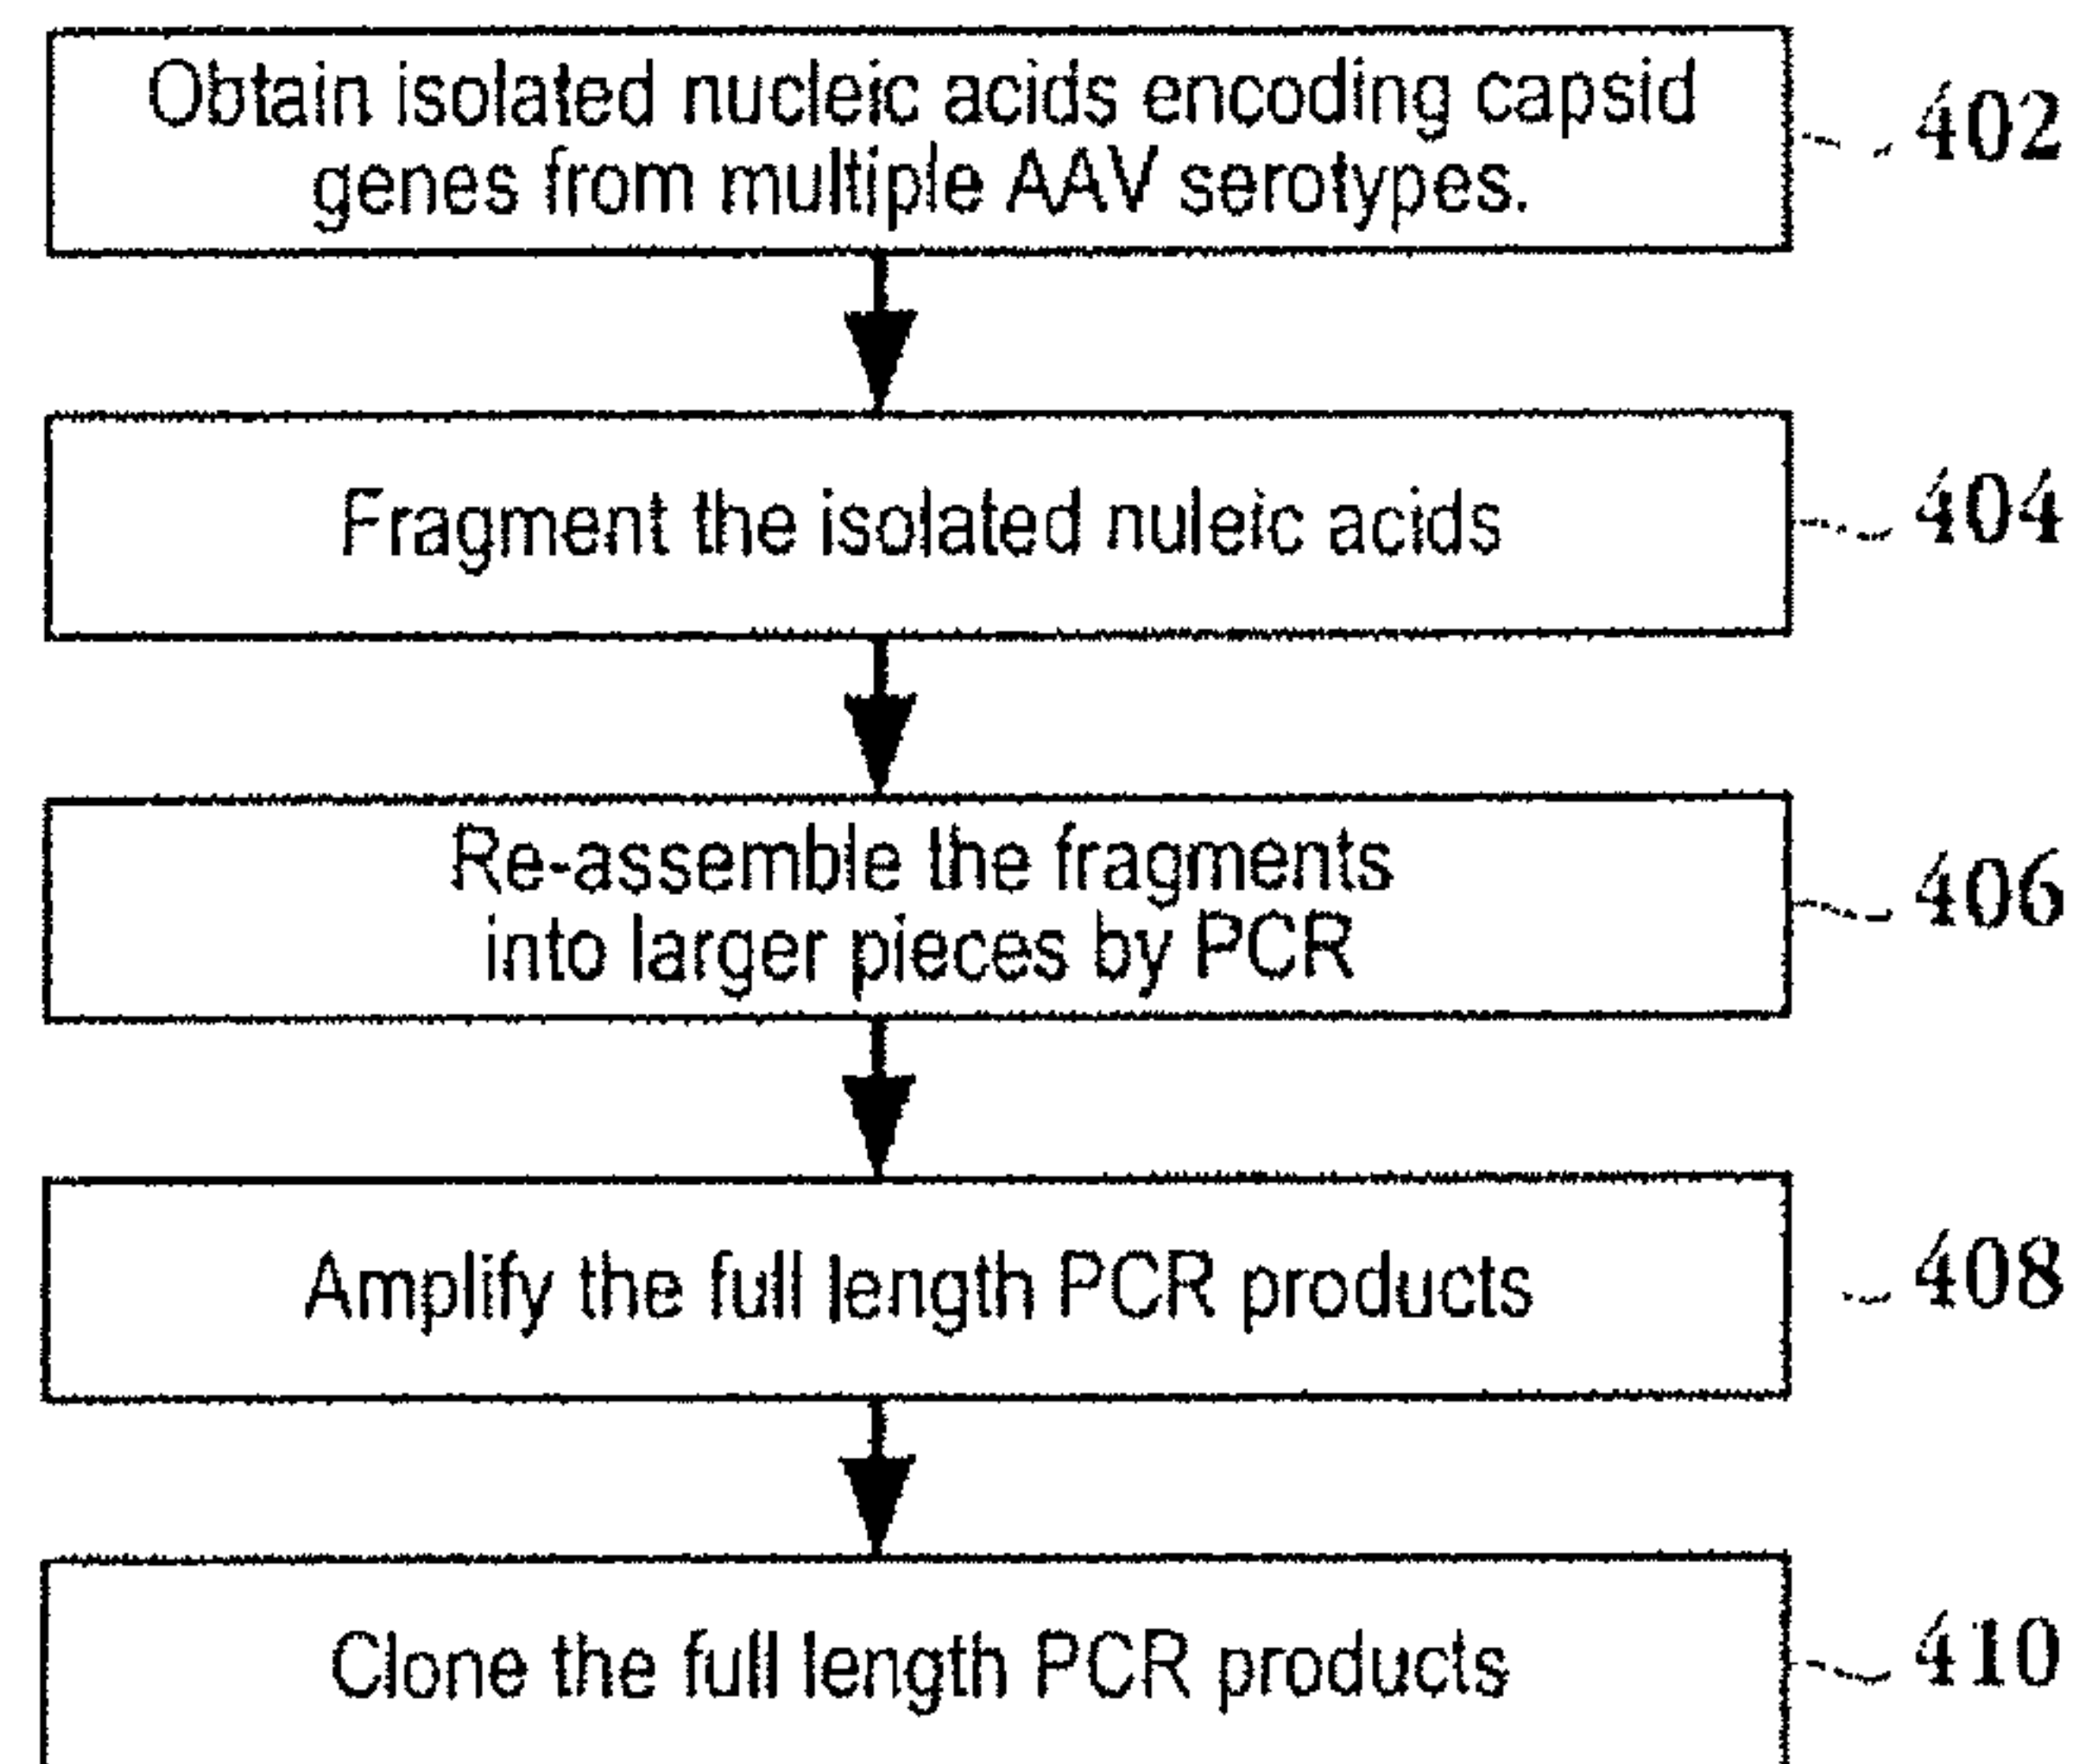 Obtain isolated nucleic acids encoding capsid
genes from multiple AAV serotypes.
402
Fragment the isolated nuleic acids
404
Re-assemble the fragments
into larger pieces by PCR
406
Amplify the full length PCR products
408
Clone the full length PCR products
410